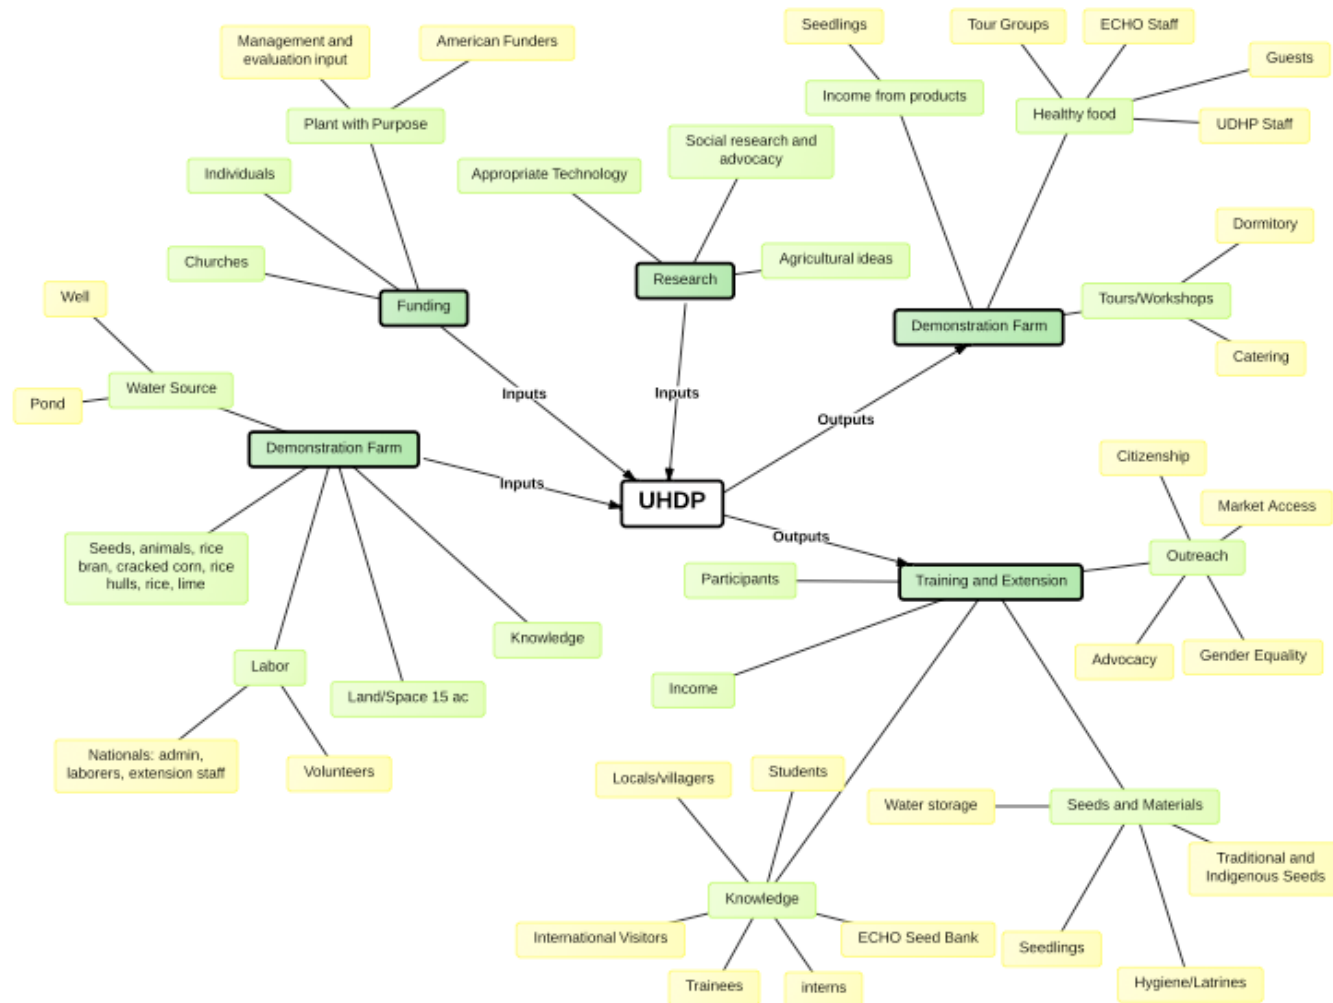 Seedlings
Tour Groups
ECHO Staff
Management and
evaluation input
American Funders
Guests
Income from products
Healthy food
Plant with Purpose
UDHP Staff
Social research and
advocacy
Individuals
Appropriate Technology
Dormitory
Churches
Agricultural ideas
Research
Funding
Tours/Workshops
Well
Demonstration Farm
Catering
Water Source
Pond
Inputs
Inputs
Outputs
Demonstration Farm
Citizenship
Inputs
UHDP
Market Access
Outputs
Outreach
Seeds, animals, rice
bran, cracked corn, rice
hulls, rice, lime
Participants
Training and Extension
Knowledge
Advocacy
Gender Equality
Labor
Income
Land/Space 15 ac
Nationals: admin,
laborers, extension staff
Volunteers
Locals/villagers
Students
Water storage
Seeds and Materials
Traditional and
Indigenous Seeds
Knowledge
International Visitors
ECHO Seed Bank
Seedlings
Trainees
interns
Hygiene/Latrines